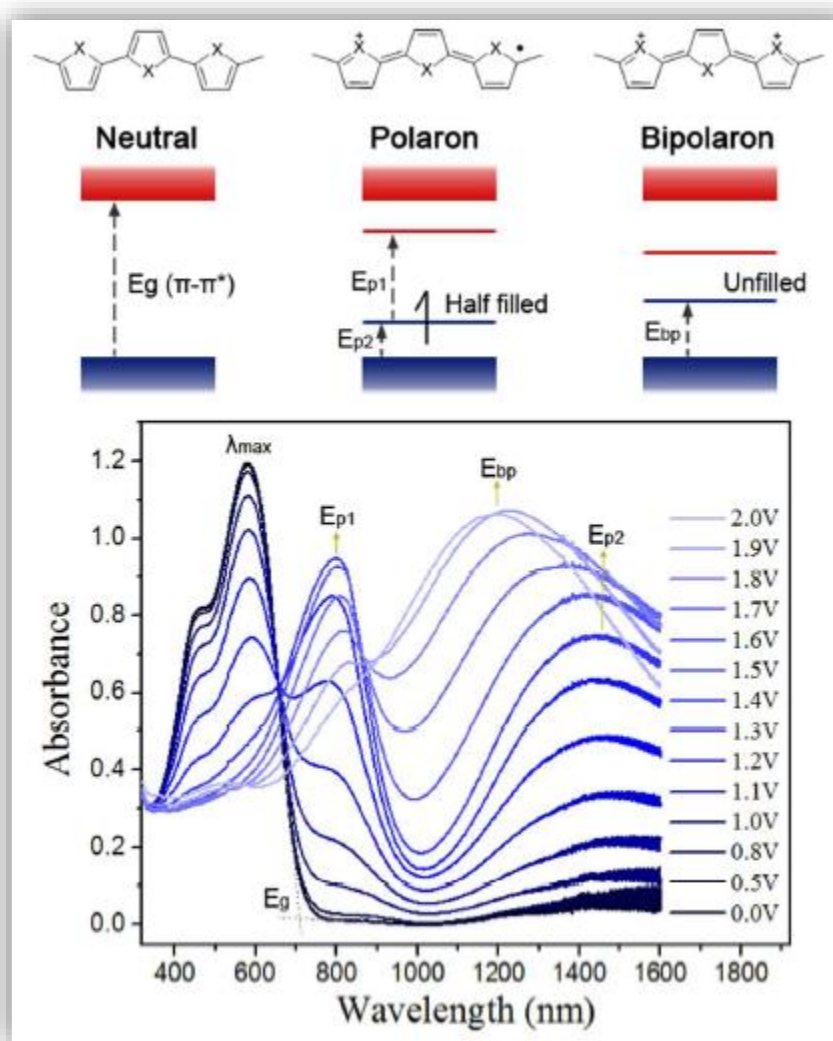 X X X
X + X X •
X + X X +
Neutral Polaron Bipolaron
Eg (π-π*)
Ep1
Half filled
Ep2
Unfilled
Ebp
λmax
Ep1
Ebp
Ep2
Eg
2.0V
1.9V
1.8V
1.7V
1.6V
1.5V
1.4V
1.3V
1.2V
1.1V
1.0V
0.8V
0.5V
0.0V
1.2
1.0
0.8
0.6
0.4
0.2
0.0
Absorbance
400 600 800 1000 1200 1400 1600 1800
Wavelength (nm)